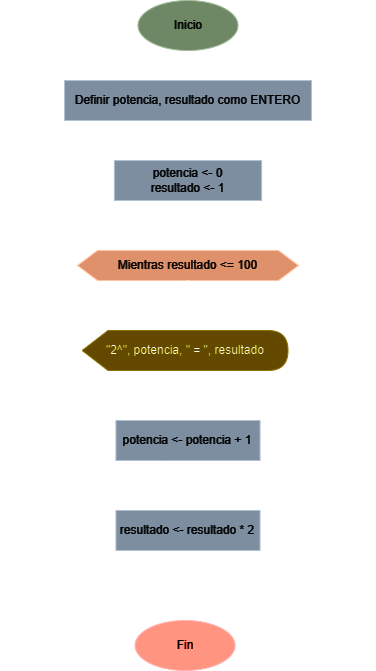 Inicio
Definir potencia, resultado como ENTERO
potencia <- 0
resultado <- 1
Mientras resultado <= 100
"2^", potencia, " = ", resultado
potencia <- potencia + 1
resultado <- resultado * 2
Fin